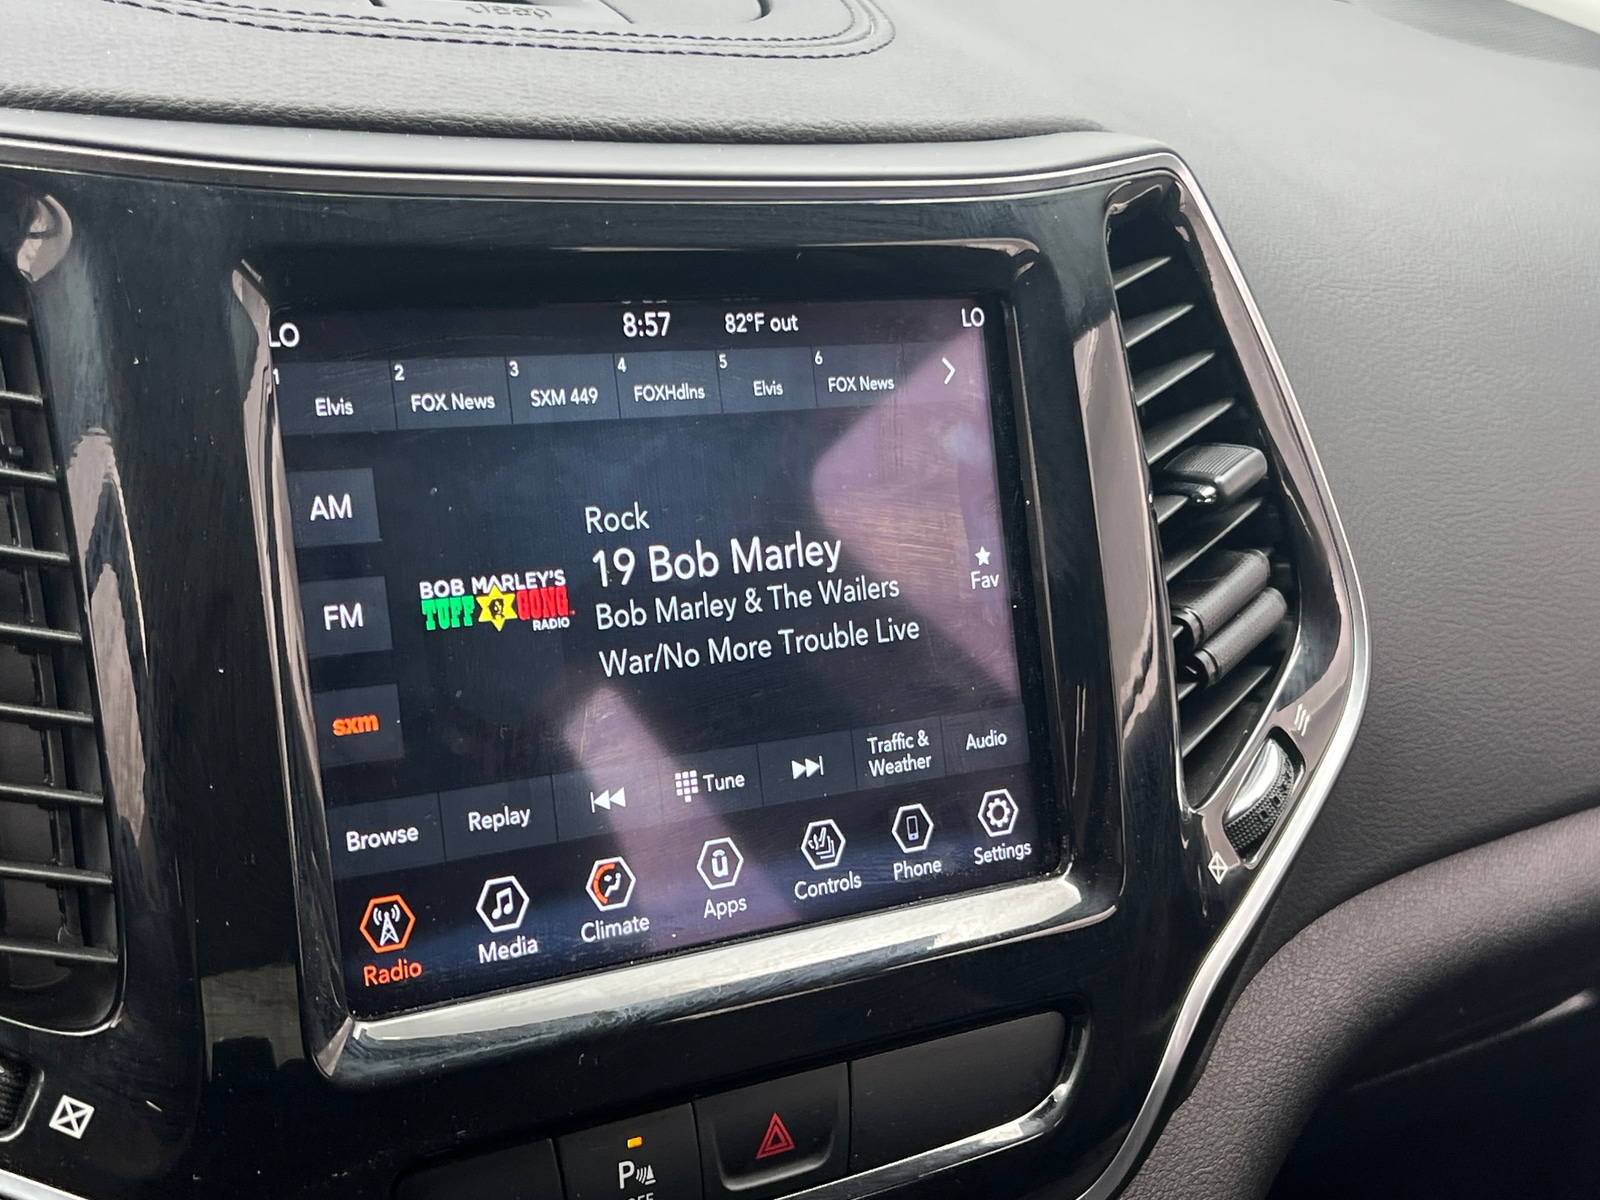 Jeep
LO 8:57 82°F out LO
1 Elvis
2 FOX News
3 SXM 449
4 FOXHdlns
5 Elvis
6 FOX News
AM
FM
sxm
BOB MARLEY'S
TUFF GONG
RADIO
Rock
19 Bob Marley
Bob Marley & The Wailers
War/No More Trouble Live
Fav
Browse
Replay
Tune
Traffic &
Weather
Audio
Radio
Media
Climate
Apps
Controls
Phone
Settings
P
OFF